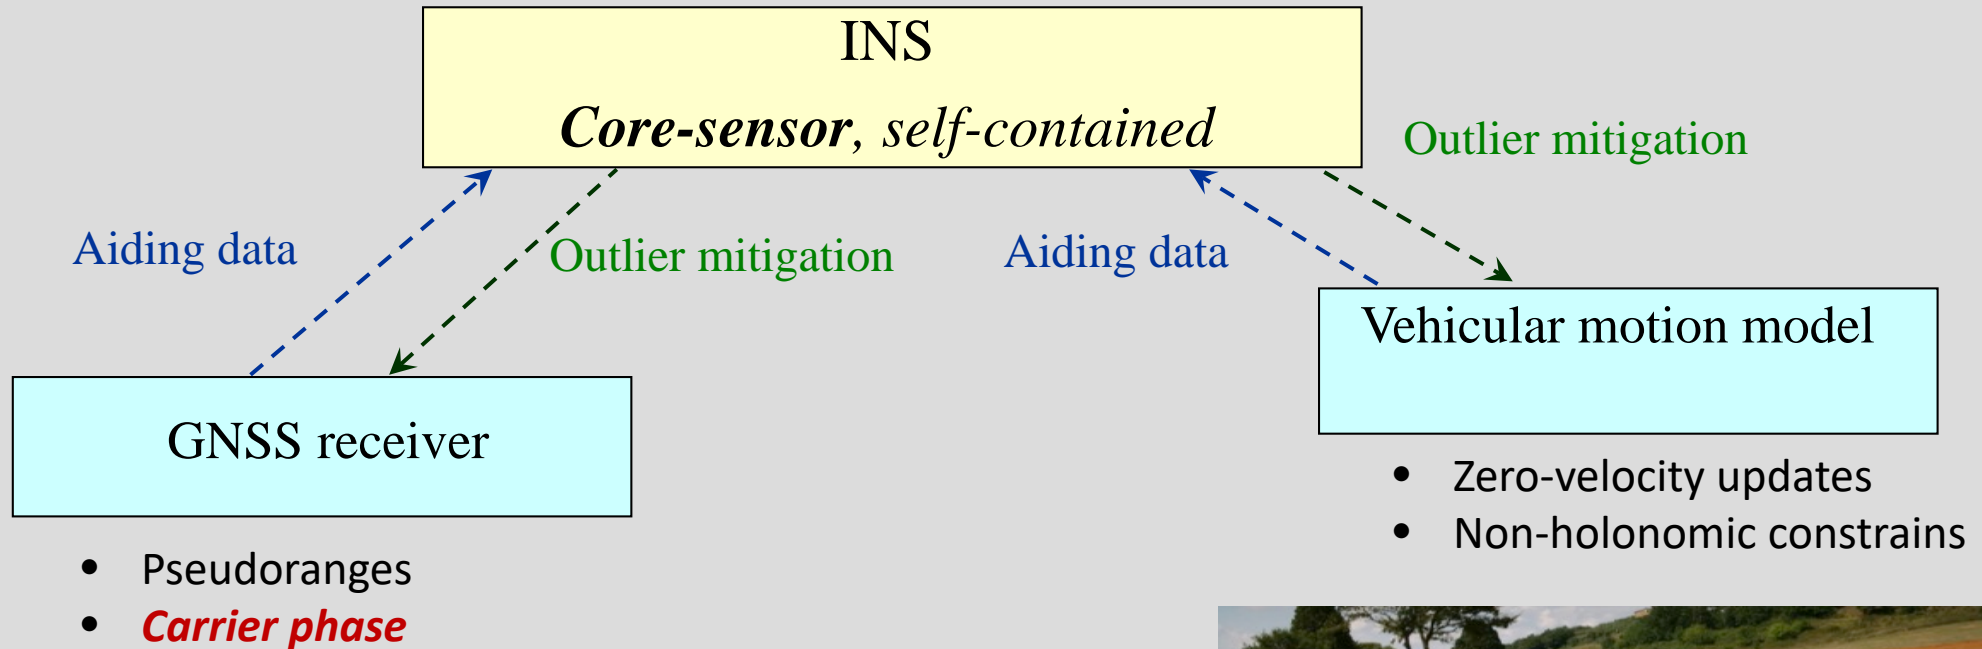 INS
Core-sensor, self-contained
Outlier mitigation
Aiding data
Outlier mitigation
Aiding data
Vehicular motion model
GNSS receiver
• Zero-velocity updates
• Non-holonomic constrains
• Pseudoranges
• Carrier phase